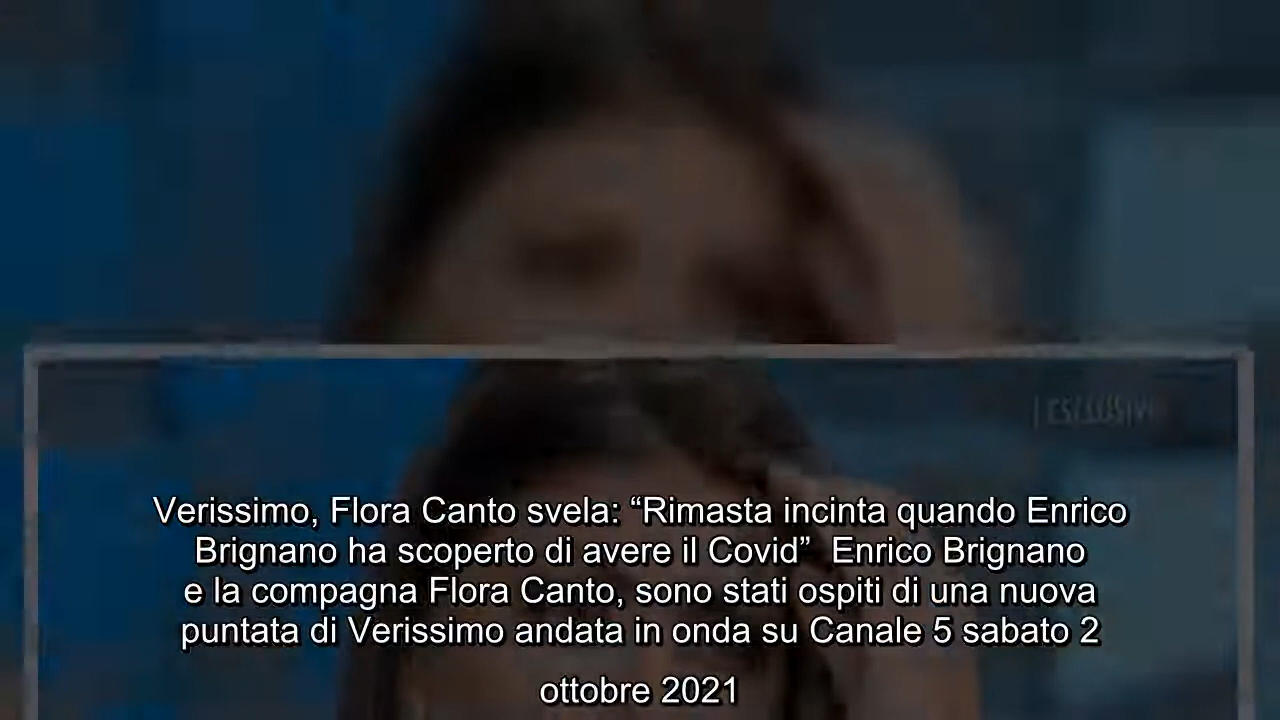 ESCLUSIVA
Verissimo, Flora Canto svela: “Rimasta incinta quando Enrico
Brignano ha scoperto di avere il Covid”  Enrico Brignano
e la compagna Flora Canto, sono stati ospiti di una nuova
puntata di Verissimo andata in onda su Canale 5 sabato 2
ottobre 2021